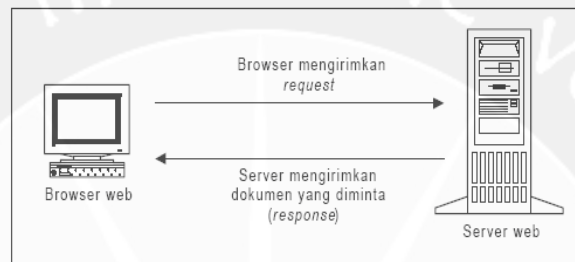 Browser mengirimkan
request
Server mengirimkan
dokumen yang diminta
(response)
Browser web
Server web